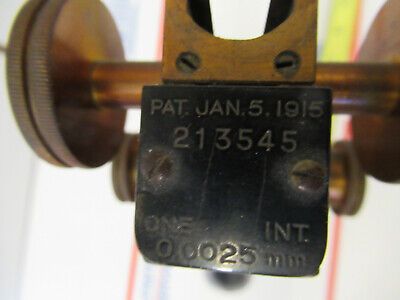 PAT. JAN. 5, 1915
213545
ONE INT.
0.0025 mm